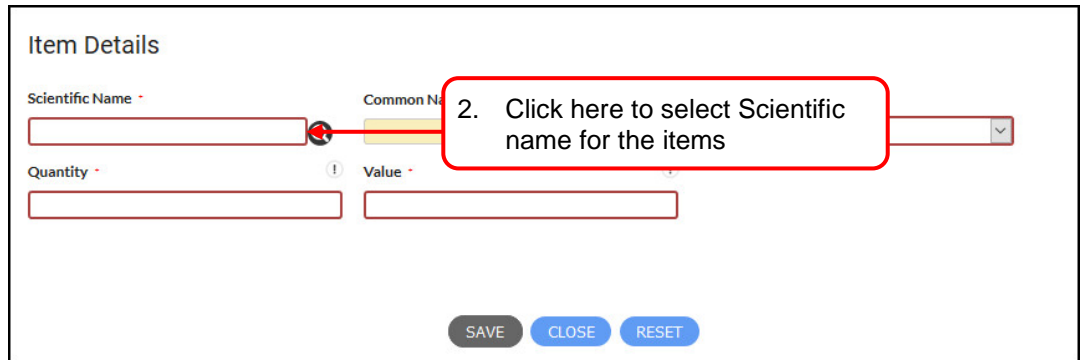 Item Details
Scientific Name *
Common Na
2. Click here to select Scientific
name for the items
Quantity *
!
Value *
SAVE
CLOSE
RESET